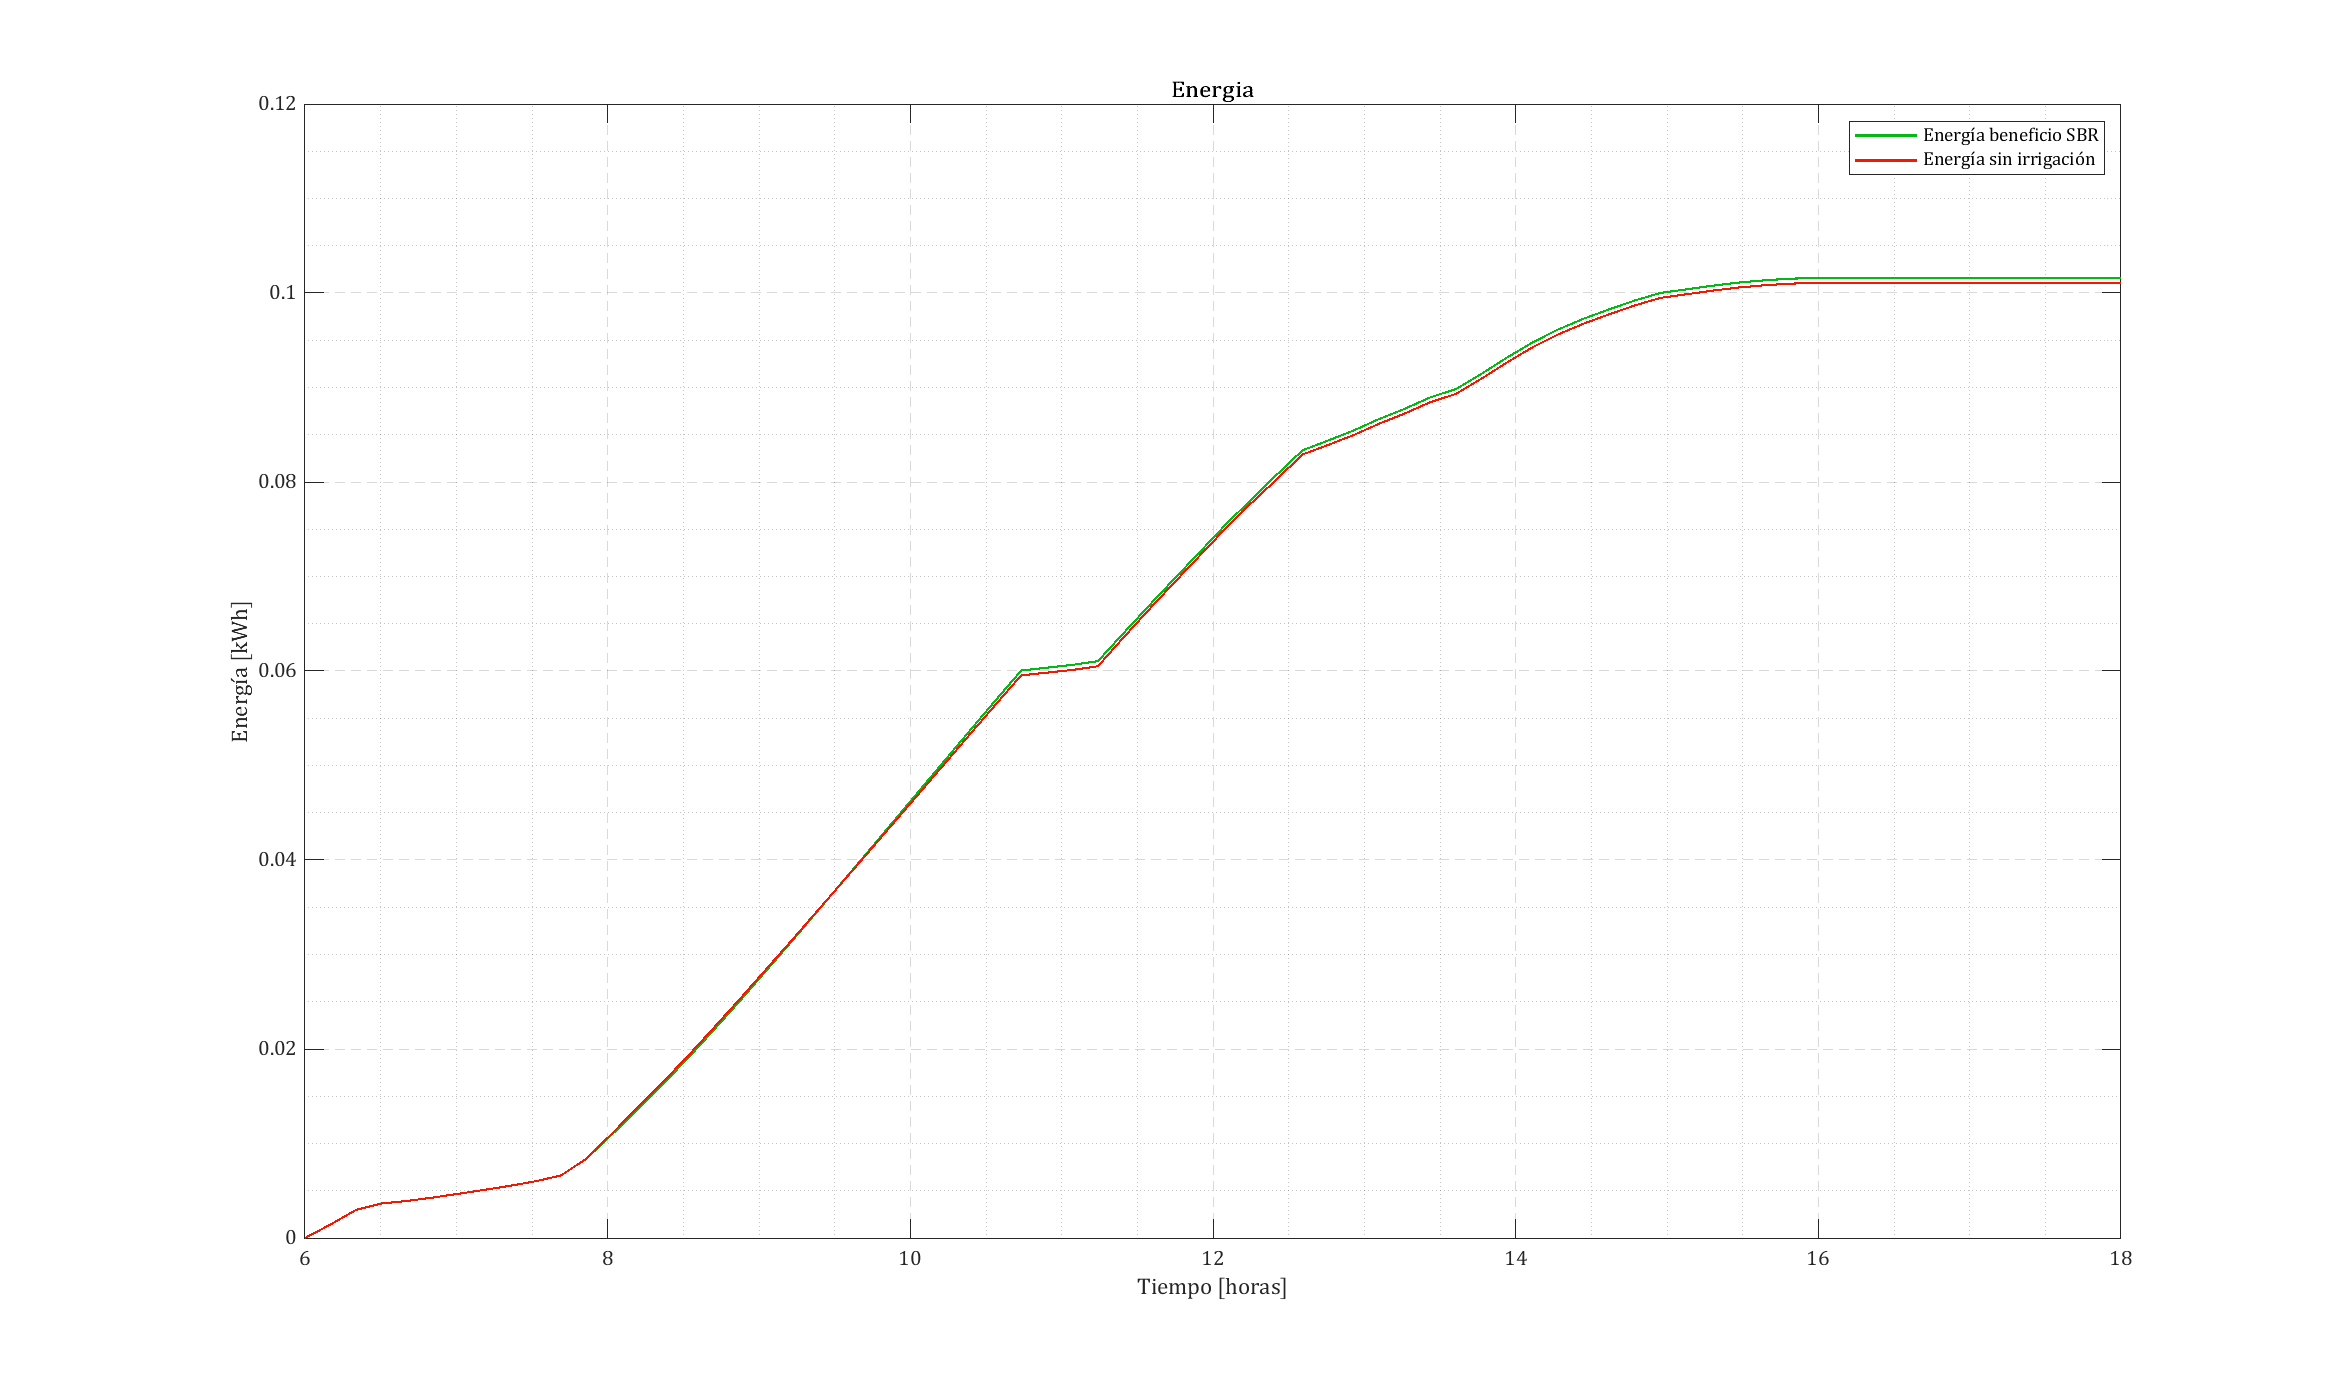 Energia
0.12
0.1
0.08
0.06
0.04
0.02
0
Energía [kWh]
Energía beneficio SBR
Energía sin irrigación
6 8 10 12 14 16 18
Tiempo [horas]